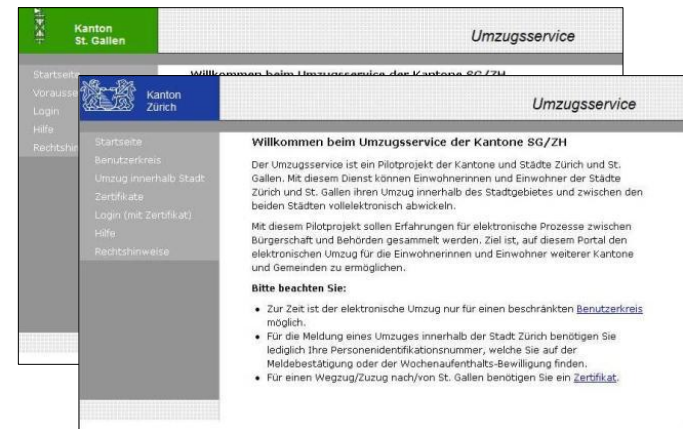 Kanton
St. Gallen
Umzugsservice
Startseite
Login
Hilfe
Willkommen beim Umzugsservice der Kantone SG/ZH
Kanton
Zürich
Umzugsservice
Startseite
Benutzerkreis
Umzug innerhalb Stadt
Zertifikate
Login (mit Zertifikat)
Hilfe
Rechtshinweise
Willkommen beim Umzugsservice der Kantone SG/ZH
Der Umzugsservice ist ein Pilotprojekt der Kantone und Städte Zürich und St.
Gallen. Mit diesem Dienst können Einwohnerinnen und Einwohner der Städte
Zürich und St. Gallen ihren Umzug innerhalb des Stadtgebietes und zwischen den
beiden Städten vollelektronisch abwickeln.
Mit diesem Pilotprojekt sollen Erfahrungen für elektronische Prozesse zwischen
Bürgerschaft und Behörden gesammelt werden. Ziel ist, auf diesem Portal den
elektronischen Umzug für die Einwohnerinnen und Einwohner weiterer Kantone
und Gemeinden zu ermöglichen.
Bitte beachten Sie:
• Zur Zeit ist der elektronische Umzug nur für einen beschränkten Benutzerkreis
möglich.
• Für die Meldung eines Umzuges innerhalb der Stadt Zürich benötigen Sie
lediglich Ihre Personenidentifikationsnummer, welche Sie auf der
Meldebestätigung oder der Wochenaufenthalts-Bewilligung finden.
• Für einen Wegzug/Zuzug nach/von St. Gallen benötigen Sie ein Zertifikat.